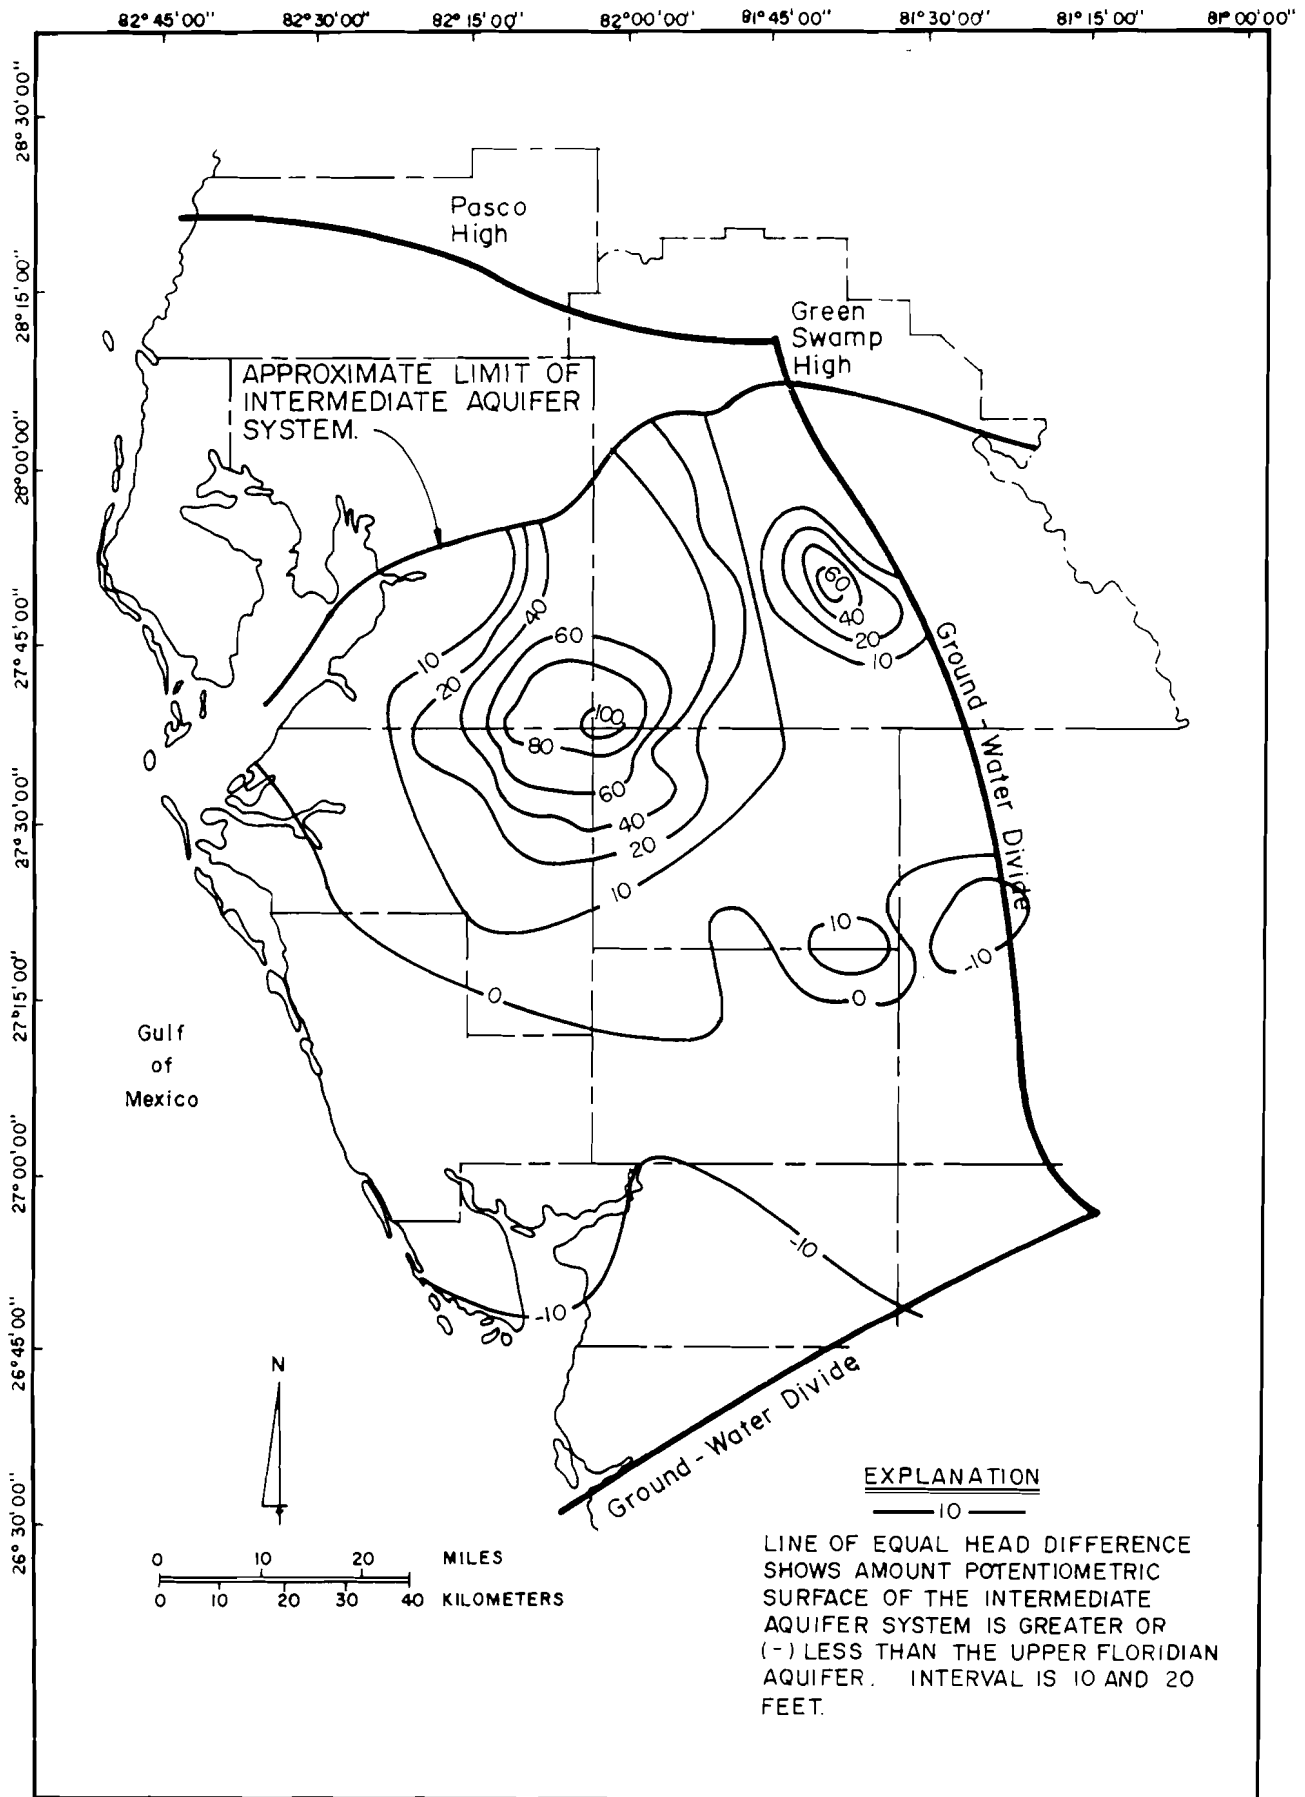 82° 45' 00"
82° 30' 00"
82° 15' 00"
82° 00' 00"
81° 45' 00"
81° 30' 00"
81° 15' 00"
81° 00' 00"
28° 30' 00"
28° 15' 00"
28° 00' 00"
27° 45' 00"
27° 30' 00"
27° 15' 00"
27° 00' 00"
26° 45' 00"
26° 30' 00"
Pasco
High
Green
Swamp
High
APPROXIMATE LIMIT OF
INTERMEDIATE AQUIFER
SYSTEM.
60
40
20
10
40
60
10
20
100
80
60
40
20
10
10
-10
0
0
Ground-Water Divide
Gulf
of
Mexico
-10
-10
Ground-Water Divide
N
0 10 20 MILES
0 10 20 30 40 KILOMETERS
EXPLANATION
10
LINE OF EQUAL HEAD DIFFERENCE
SHOWS AMOUNT POTENTIOMETRIC
SURFACE OF THE INTERMEDIATE
AQUIFER SYSTEM IS GREATER OR
(-) LESS THAN THE UPPER FLORIDIAN
AQUIFER. INTERVAL IS 10 AND 20
FEET.